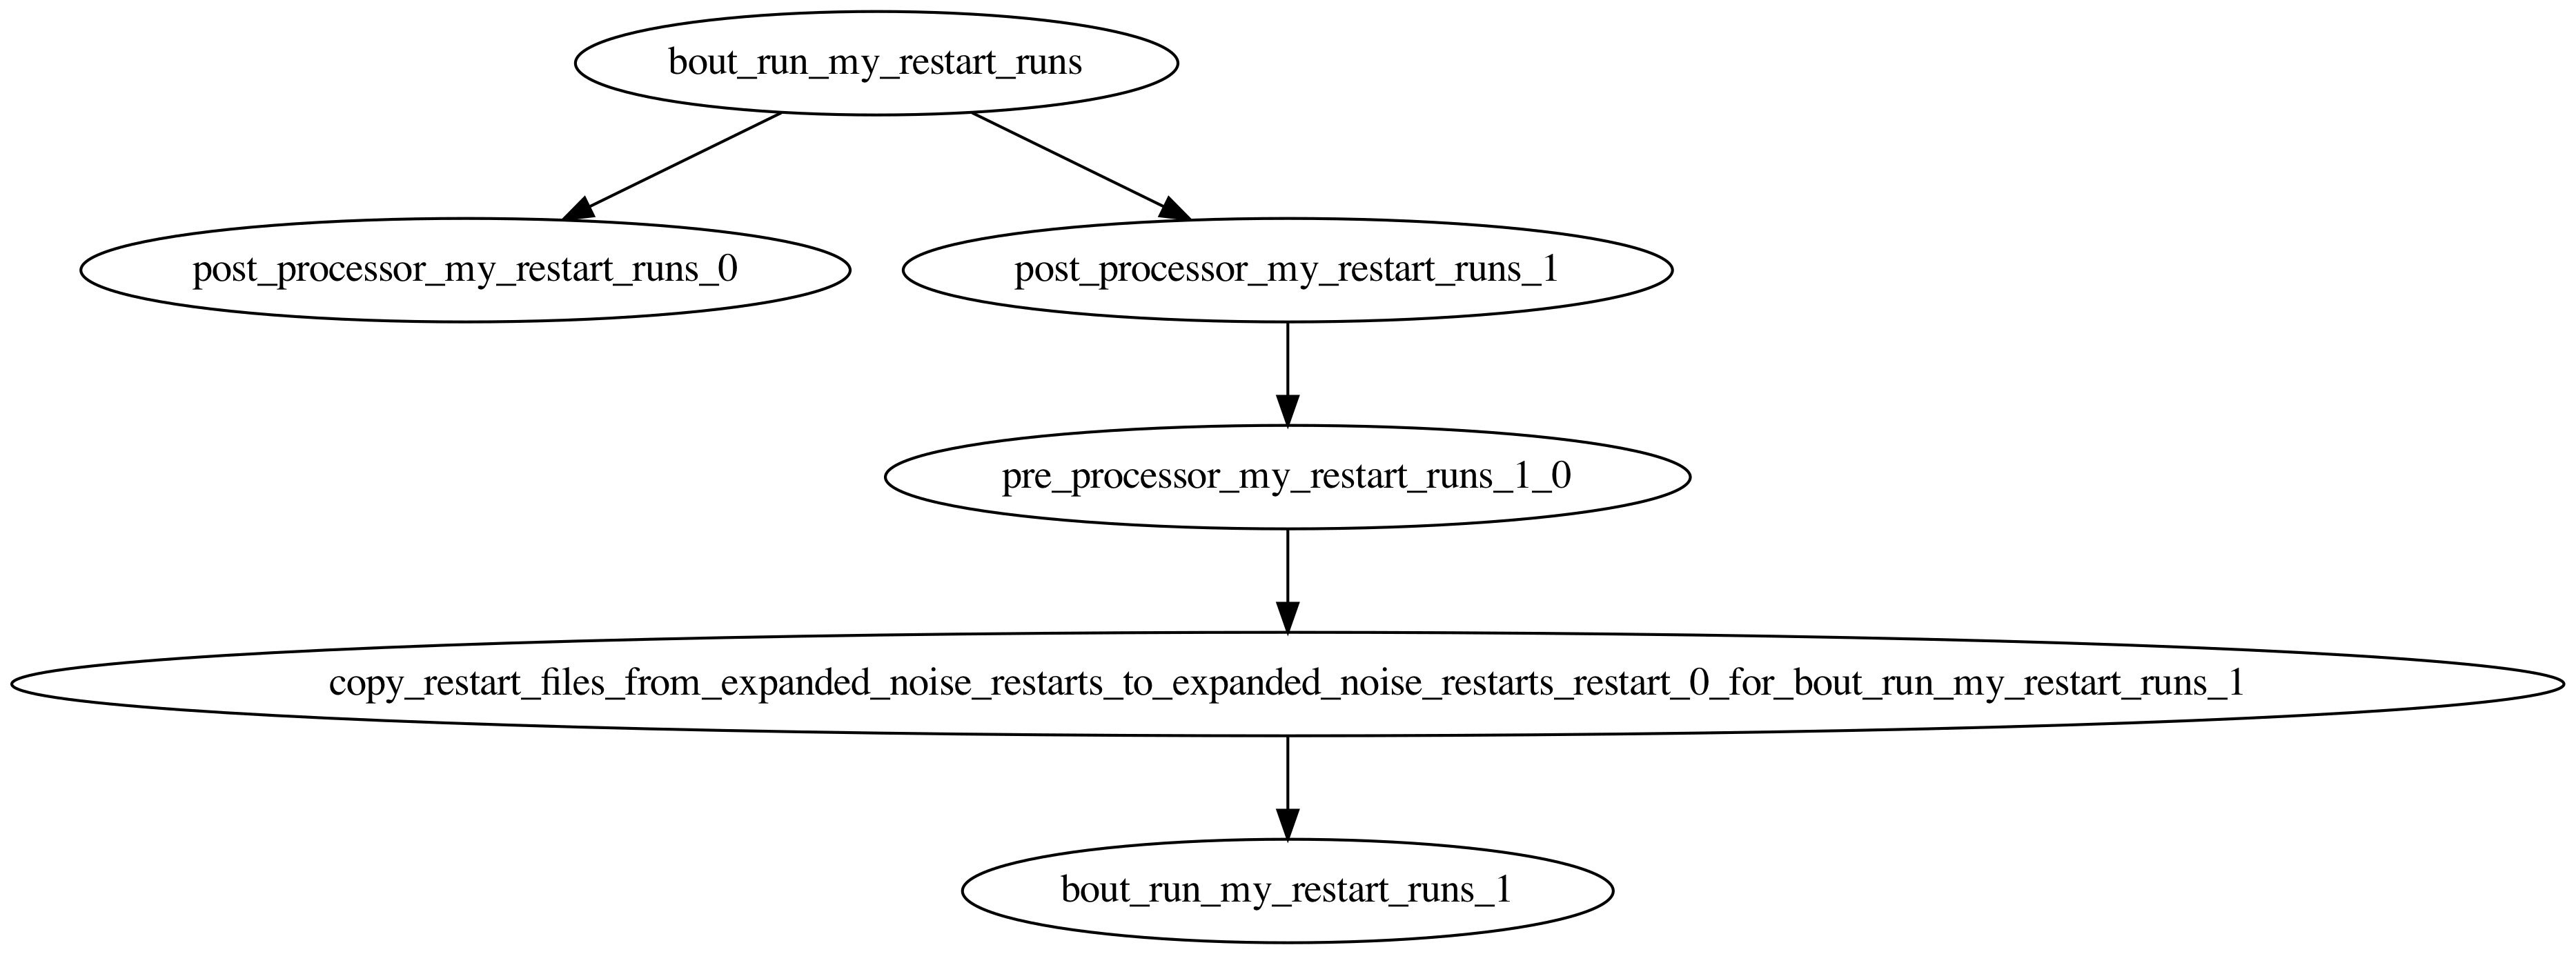 bout_run_my_restart_runs
post_processor_my_restart_runs_0
post_processor_my_restart_runs_1
pre_processor_my_restart_runs_1_0
copy_restart_files_from_expanded_noise_restarts_to_expanded_noise_restarts_restart_0_for_bout_run_my_restart_runs_1
bout_run_my_restart_runs_1